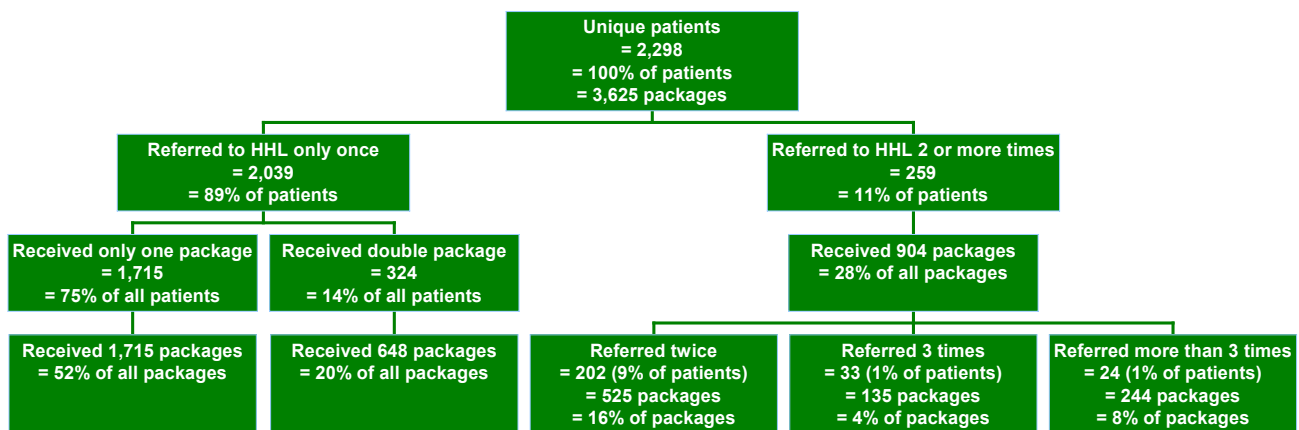 Unique patients
= 2,298
= 100% of patients
= 3,625 packages
Referred to HHL only once
= 2,039
= 89% of patients
Referred to HHL 2 or more times
= 259
= 11% of patients
Received only one package
= 1,715
= 75% of all patients
Received double package
= 324
= 14% of all patients
Received 904 packages
= 28% of all packages
Received 1,715 packages
= 52% of all packages
Received 648 packages
= 20% of all packages
Referred twice
= 202 (9% of patients)
= 525 packages
= 16% of packages
Referred 3 times
= 33 (1% of patients)
= 135 packages
= 4% of packages
Referred more than 3 times
= 24 (1% of patients)
= 244 packages
= 8% of packages